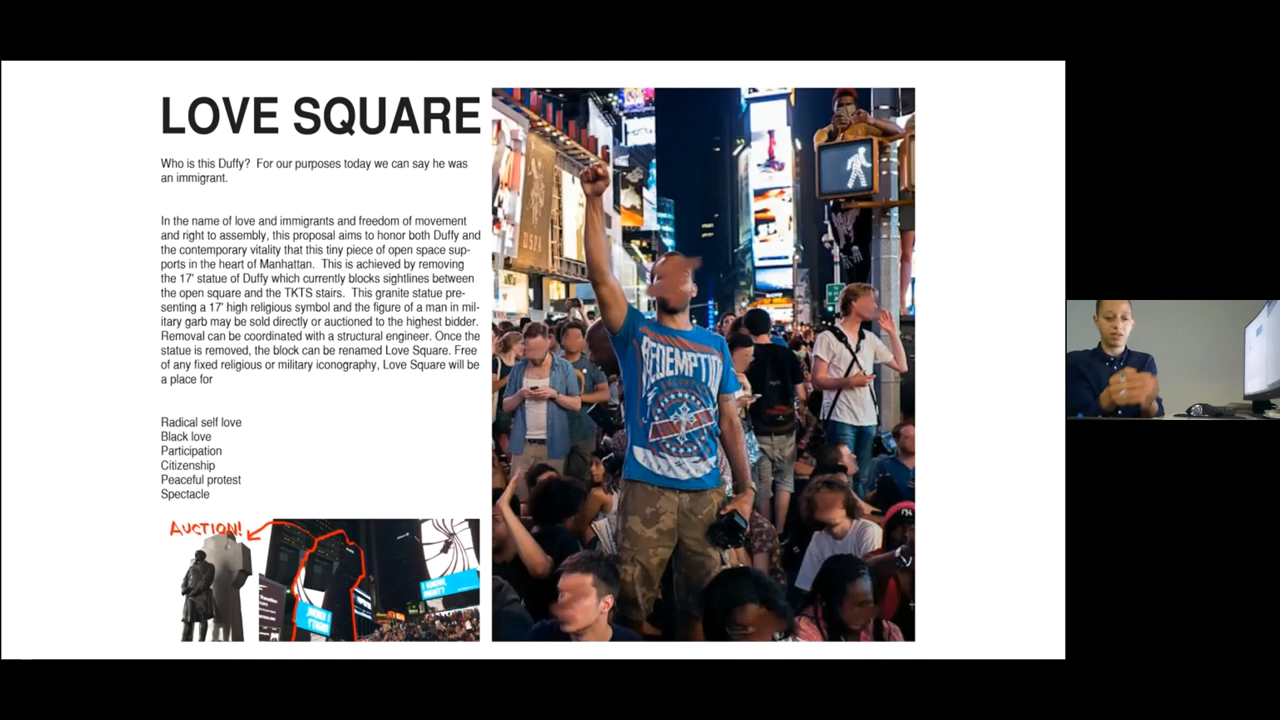 LOVE SQUARE
Who is this Duffy?  For our purposes today we can say he was
an immigrant.
In the name of love and immigrants and freedom of movement
and right to assembly, this proposal aims to honor both Duffy and
the contemporary vitality that this tiny piece of open space sup-
ports in the heart of Manhattan.  This is achieved by removing
the 17' statue of Duffy which currently blocks sightlines between
the open square and the TKTS stairs.  This granite statue pre-
senting a 17' high religious symbol and the figure of a man in mil-
itary garb may be sold directly or auctioned to the highest bidder.
Removal can be coordinated with a structural engineer. Once the
statue is removed, the block can be renamed Love Square. Free
of any fixed religious or military iconography, Love Square will be
a place for
Radical self love
Black love
Participation
Citizenship
Peaceful protest
Spectacle
AUCTION!
REDEMPTION